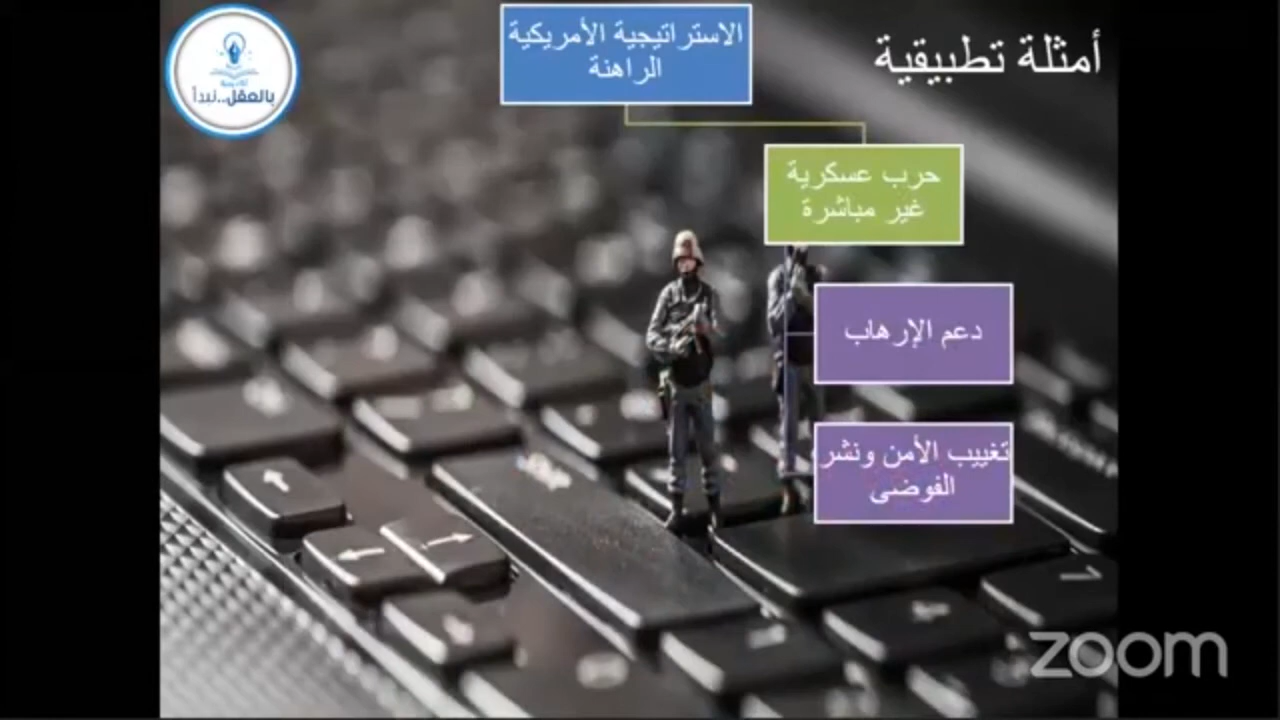 أمثلة تطبيقية
الاستراتيجية الأمريكية
الراهنة
حرب عسكرية
غير مباشرة
دعم الإرهاب
تغييب الأمن ونشر
الفوضى
بالعقل..نبدأ
zoom